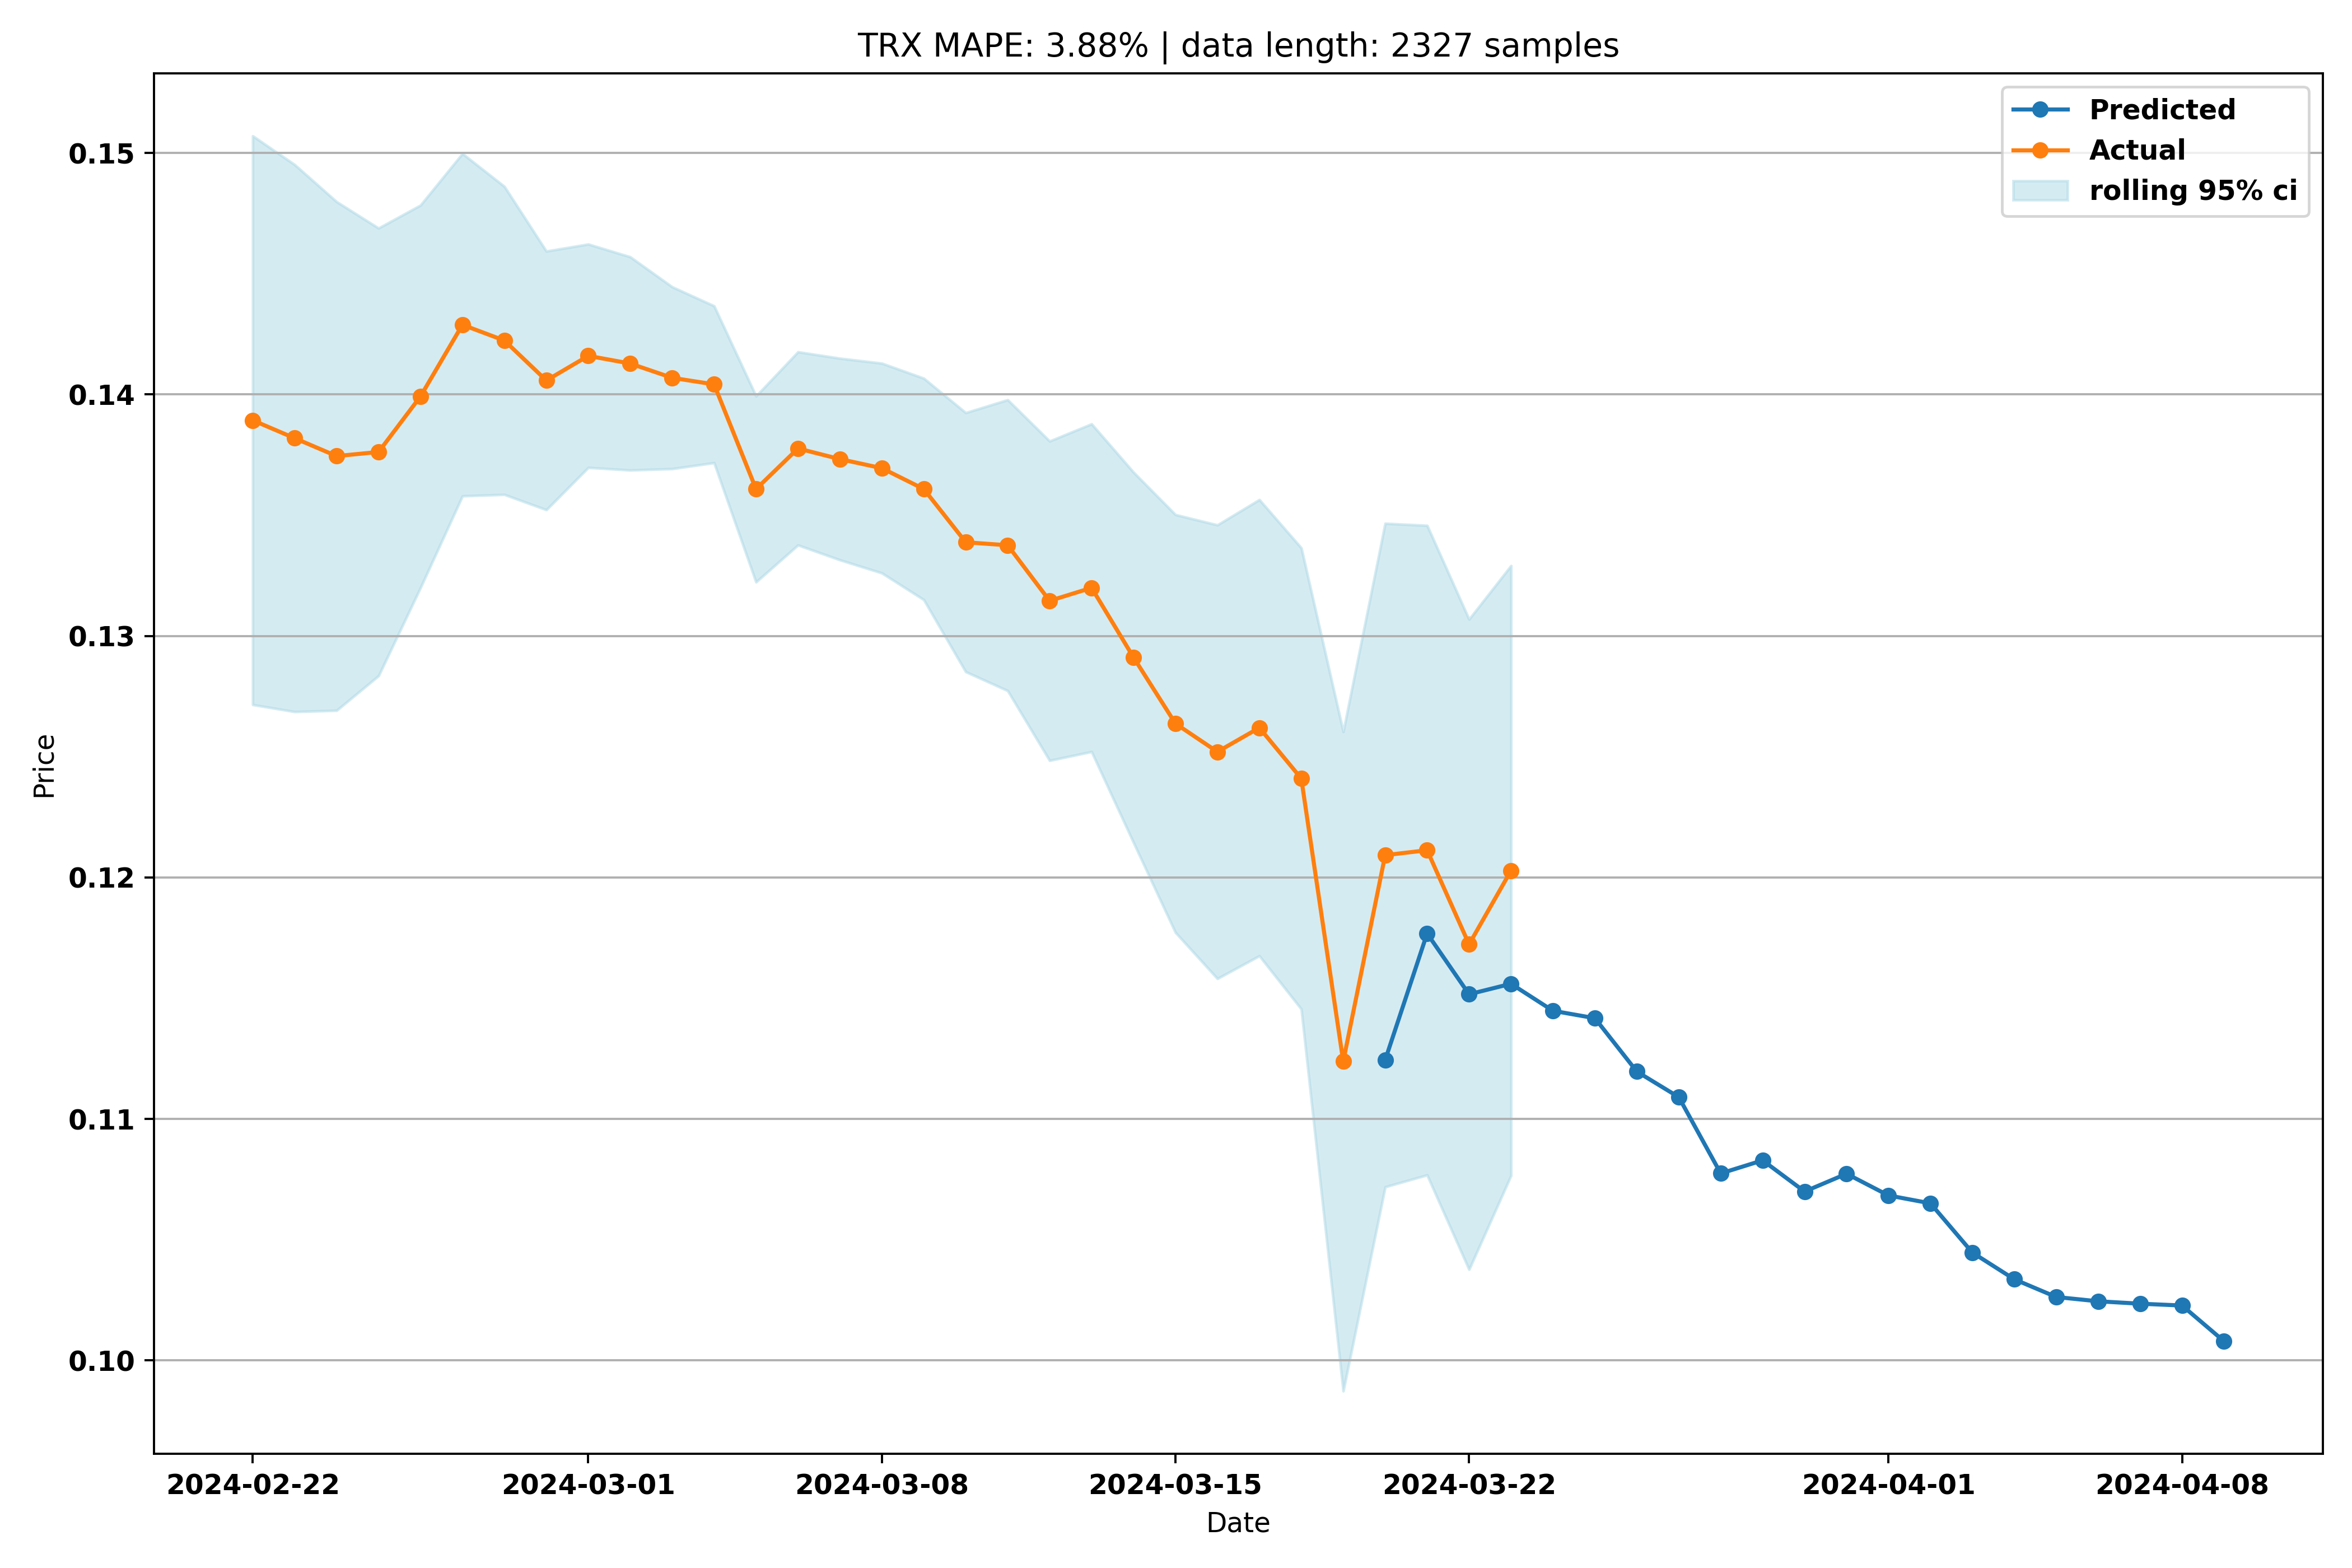 TRX MAPE: 3.88% | data length: 2327 samples
Predicted
Actual
rolling 95% ci
Price
0.15
0.14
0.13
0.12
0.11
0.10
2024-02-22
2024-03-01
2024-03-08
2024-03-15
2024-03-22
2024-04-01
2024-04-08
Date